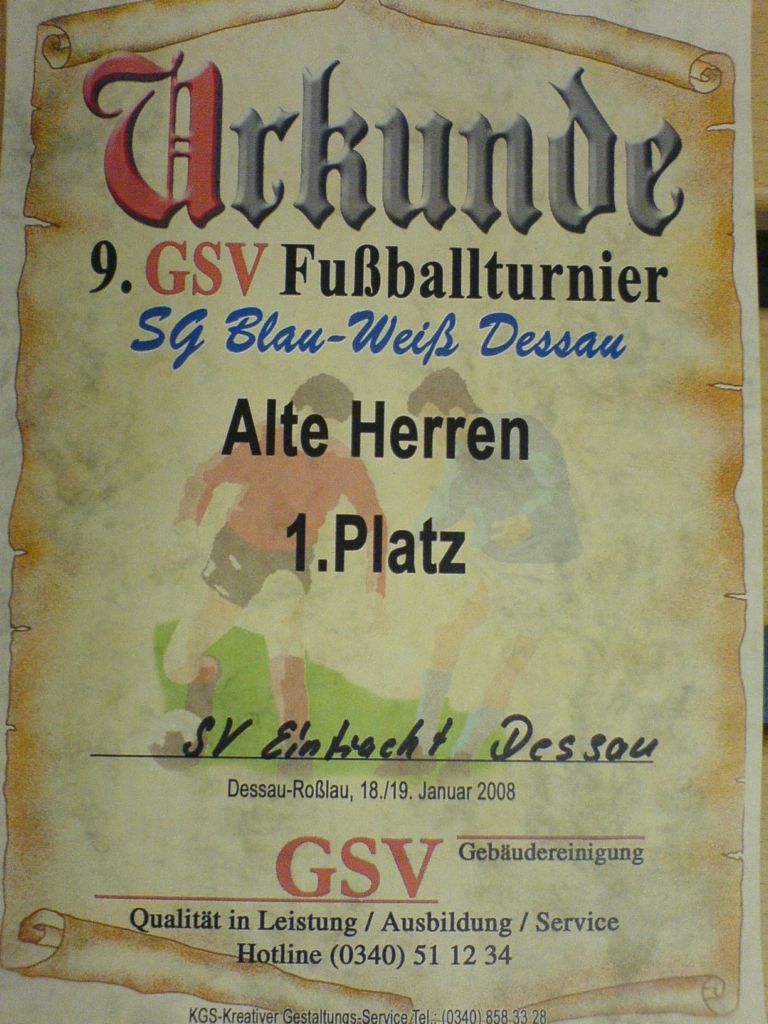 Urkunde
9. GSV Fußballturnier
SG Blau-Weiß Dessau
Alte Herren
1.Platz
SV Eintracht Dessau
Dessau-Roßlau, 18./19. Januar 2008
GSV Gebäudereinigung
Qualität in Leistung / Ausbildung / Service
Hotline (0340) 51 12 34
KGS-Kreativer Gestaltungs-Service Tel.: (0340) 858 33 28